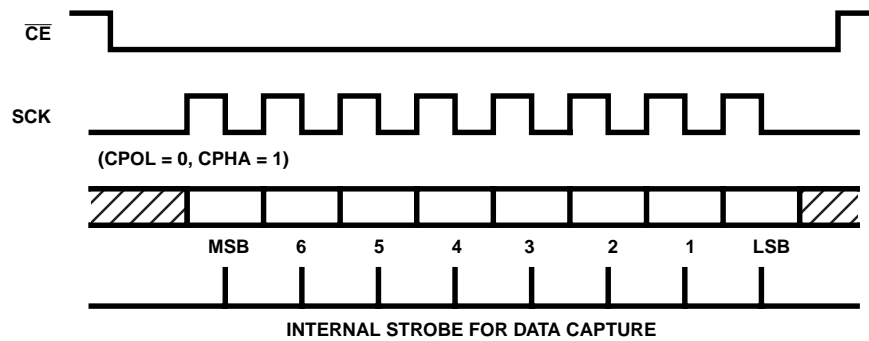 CE
SCK
(CPOL = 0, CPHA = 1)
MSB 6 5 4 3 2 1 LSB
INTERNAL STROBE FOR DATA CAPTURE